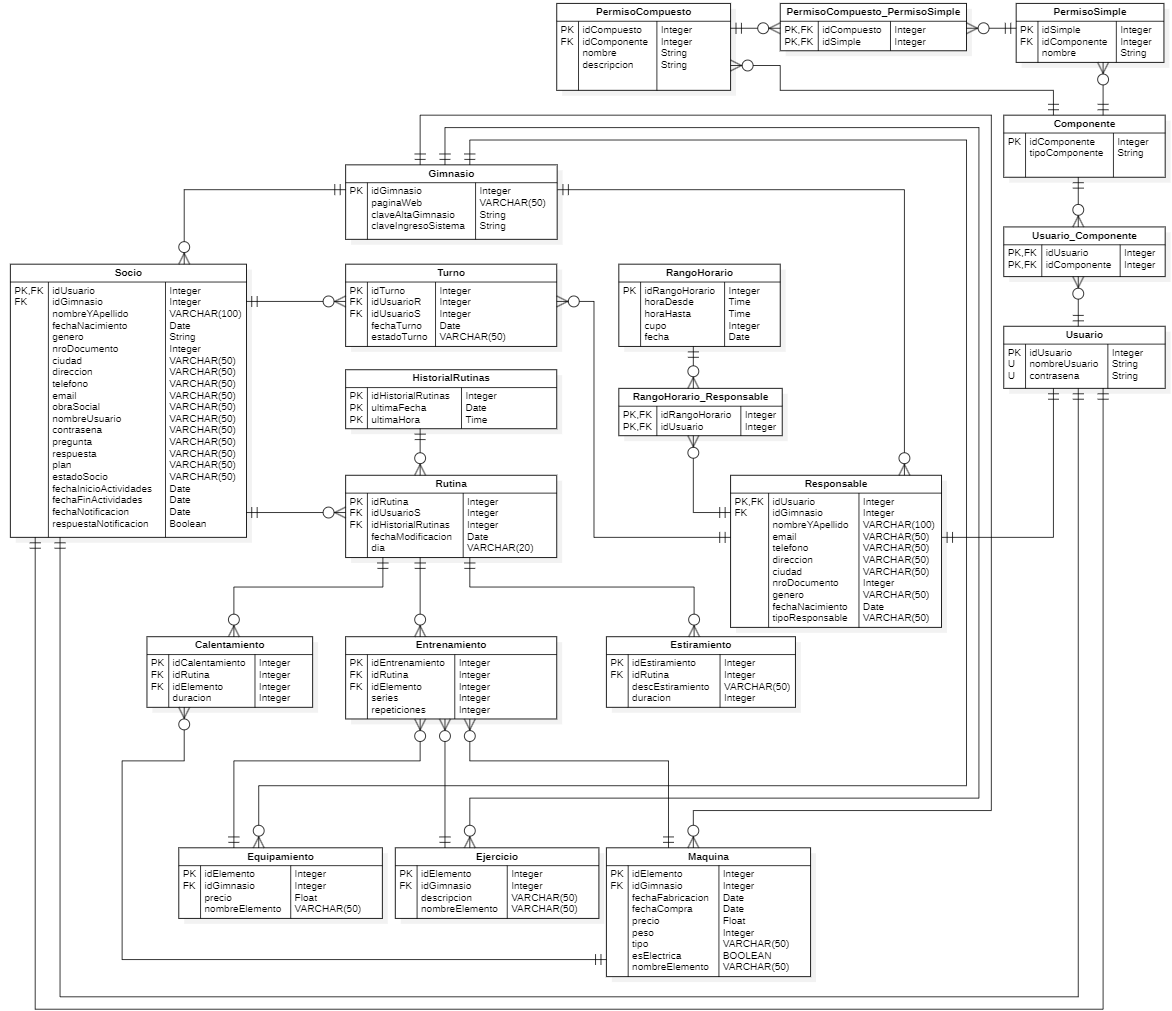 PermisoCompuesto
PK idCompuesto Integer
FK idComponente Integer
nombre String
descripcion String
PermisoCompuesto_PermisoSimple
PK,FK idCompuesto Integer
PK,FK idSimple Integer
PermisoSimple
PK idSimple Integer
FK idComponente Integer
nombre String
Componente
PK idComponente Integer
tipoComponente String
Gimnasio
PK idGimnasio Integer
paginaWeb VARCHAR(50)
claveAltaGimnasio String
claveIngresoSistema String
Usuario_Componente
PK,FK idUsuario Integer
PK,FK idComponente Integer
Socio
PK,FK idUsuario Integer
FK idGimnasio Integer
nombreYApellido VARCHAR(100)
fechaNacimiento Date
genero String
nroDocumento Integer
ciudad VARCHAR(50)
direccion VARCHAR(50)
telefono VARCHAR(50)
email VARCHAR(50)
obraSocial VARCHAR(50)
nombreUsuario VARCHAR(50)
contrasena VARCHAR(50)
pregunta VARCHAR(50)
respuesta VARCHAR(50)
plan VARCHAR(50)
estadoSocio VARCHAR(50)
fechaInicioActividades Date
fechaFinActividades Date
fechaNotificacion Date
respuestaNotificacion Boolean
Turno
PK idTurno Integer
FK idUsuarioR Integer
FK idUsuarioS Integer
fechaTurno Date
estadoTurno VARCHAR(50)
RangoHorario
PK idRangoHorario Integer
horaDesde Time
horaHasta Time
cupo Integer
fecha Date
Usuario
PK idUsuario Integer
U nombreUsuario String
U contrasena String
HistorialRutinas
PK idHistorialRutinas Integer
PK ultimaFecha Date
PK ultimaHora Time
RangoHorario_Responsable
PK,FK idRangoHorario Integer
PK,FK idUsuario Integer
Rutina
PK idRutina Integer
FK idUsuarioS Integer
FK idHistorialRutinas Integer
fechaModificacion Date
dia VARCHAR(20)
Responsable
PK,FK idUsuario Integer
FK idGimnasio Integer
nombreYApellido VARCHAR(100)
email VARCHAR(50)
telefono VARCHAR(50)
direccion VARCHAR(50)
ciudad VARCHAR(50)
nroDocumento Integer
genero VARCHAR(50)
fechaNacimiento Date
tipoResponsable VARCHAR(50)
Calentamiento
PK idCalentamiento Integer
FK idRutina Integer
FK idElemento Integer
duracion Integer
Entrenamiento
PK idEntrenamiento Integer
FK idRutina Integer
FK idElemento Integer
series Integer
repeticiones Integer
Estiramiento
PK idEstiramiento Integer
FK idRutina Integer
descEstiramiento VARCHAR(50)
duracion Integer
Equipamiento
PK idElemento Integer
FK idGimnasio Integer
precio Float
nombreElemento VARCHAR(50)
Ejercicio
PK idElemento Integer
FK idGimnasio Integer
descripcion VARCHAR(50)
nombreElemento VARCHAR(50)
Maquina
PK idElemento Integer
FK idGimnasio Integer
fechaFabricacion Date
fechaCompra Date
precio Float
peso Integer
tipo VARCHAR(50)
esElectrica BOOLEAN
nombreElemento VARCHAR(50)